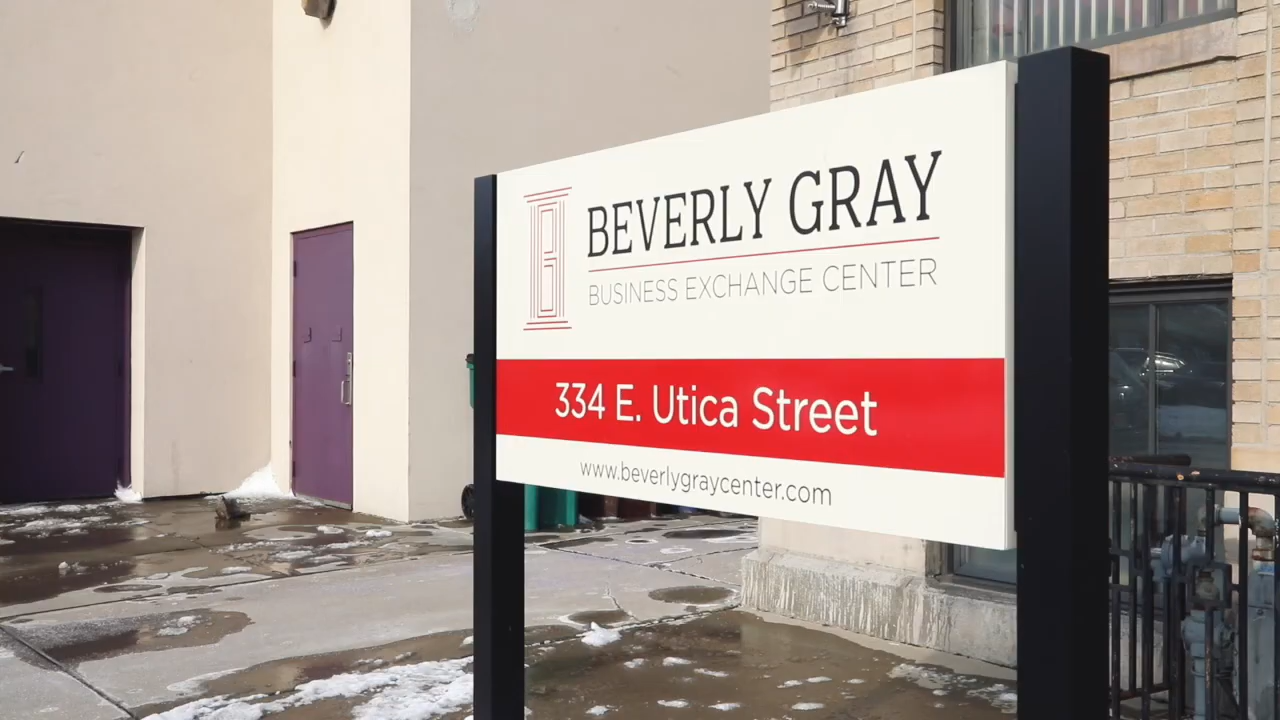 BEVERLY GRAY
BUSINESS EXCHANGE CENTER
334 E. Utica Street
www.beverlygraycenter.com